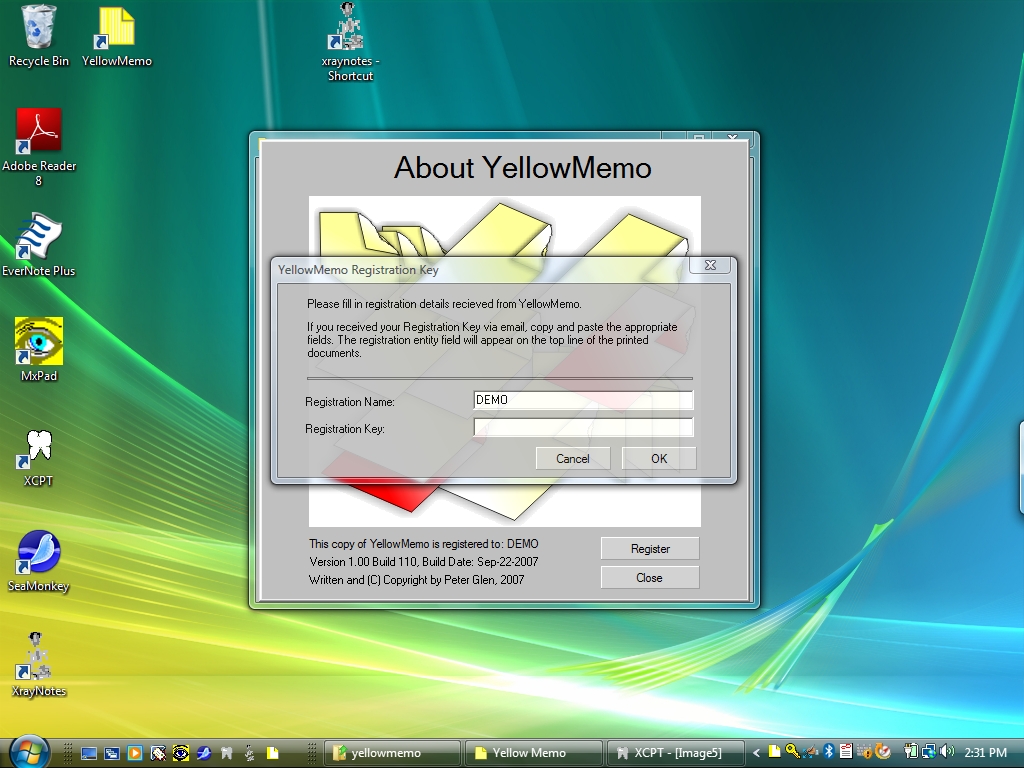 Recycle Bin
YellowMemo
xraynotes -
Shortcut
Adobe Reader
8
EverNote Plus
MxPad
XCPT
SeaMonkey
XrayNotes
About YellowMemo
YellowMemo Registration Key
Please fill in registration details recieved from YellowMemo.
If you received your Registration Key via email, copy and paste the appropriate
fields. The registration entity field will appear on the top line of the printed
documents.
Registration Name:
DEMO
Registration Key:
Cancel
OK
This copy of YellowMemo is registered to: DEMO
Version 1.00 Build 110, Build Date: Sep-22-2007
Written and (C) Copyright by Peter Glen, 2007
Register
Close
yellowmemo
Yellow Memo
XCPT - [Image5]
2:31 PM